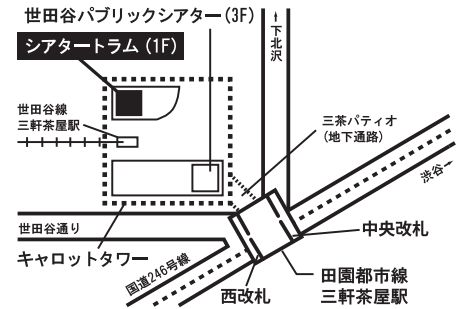 世田谷パブリックシアター(3F)
シアタートラム(1F)
↑下北沢
世田谷線
三軒茶屋駅
三茶パティオ
(地下通路)
渋谷→
世田谷通り
中央改札
キャロットタワー
国道246号線
田園都市線
三軒茶屋駅
西改札